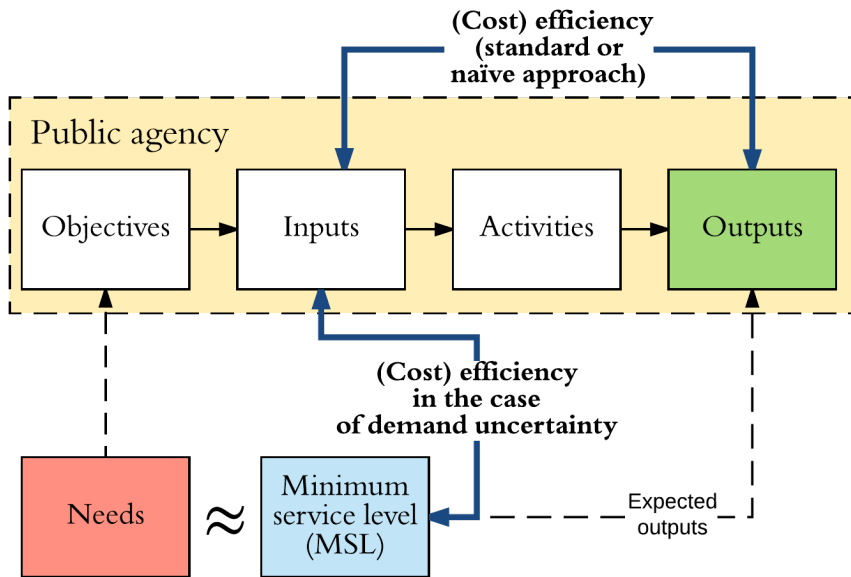 (Cost) efficiency
(standard or
naïve approach)
Public agency
Objectives
Inputs
Activities
Outputs
(Cost) efficiency
in the case
of demand uncertainty
Needs
≈
Minimum
service level
(MSL)
Expected
outputs